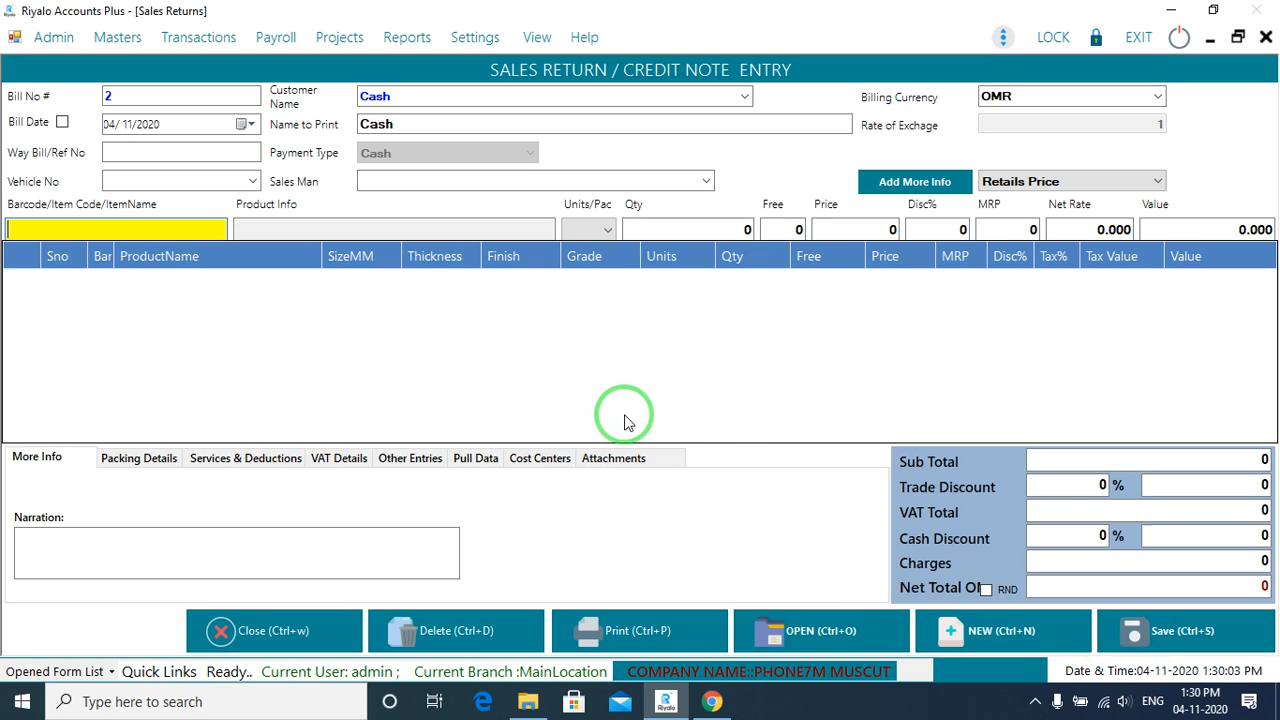 Riyalo Accounts Plus - [Sales Returns]
Admin Masters Transactions Payroll Projects Reports Settings View Help LOCK EXIT
SALES RETURN / CREDIT NOTE ENTRY
Bill No # 2 Customer Name Cash Billing Currency OMR
Bill Date 04/ 11/2020 Name to Print Cash Rate of Exchage 1
Way Bill/Ref No Payment Type Cash
Vehicle No Sales Man Add More Info Retails Price
Barcode/Item Code/ItemName Product Info Units/Pac Qty Free Price Disc% MRP Net Rate Value
0 0 0 0 0 0.000 0.000
Sno Bar ProductName SizeMM Thickness Finish Grade Units Qty Free Price MRP Disc% Tax% Tax Value Value
More Info Packing Details Services & Deductions VAT Details Other Entries Pull Data Cost Centers Attachments
Sub Total 0
Trade Discount 0 % 0
VAT Total 0
Narration:
Cash Discount 0 % 0
Charges 0
Net Total O RND 0
Close (Ctrl+w) Delete (Ctrl+D) Print (Ctrl+P) OPEN (Ctrl+O) NEW (Ctrl+N) Save (Ctrl+S)
Opened Form List Quick Links Ready.. Current User: admin ; Current Branch :MainLocation COMPANY NAME::PHONE7M MUSCUT Date & Time:04-11-2020 1:30:03 PM
Type here to search ENG 1:30 PM
04-11-2020